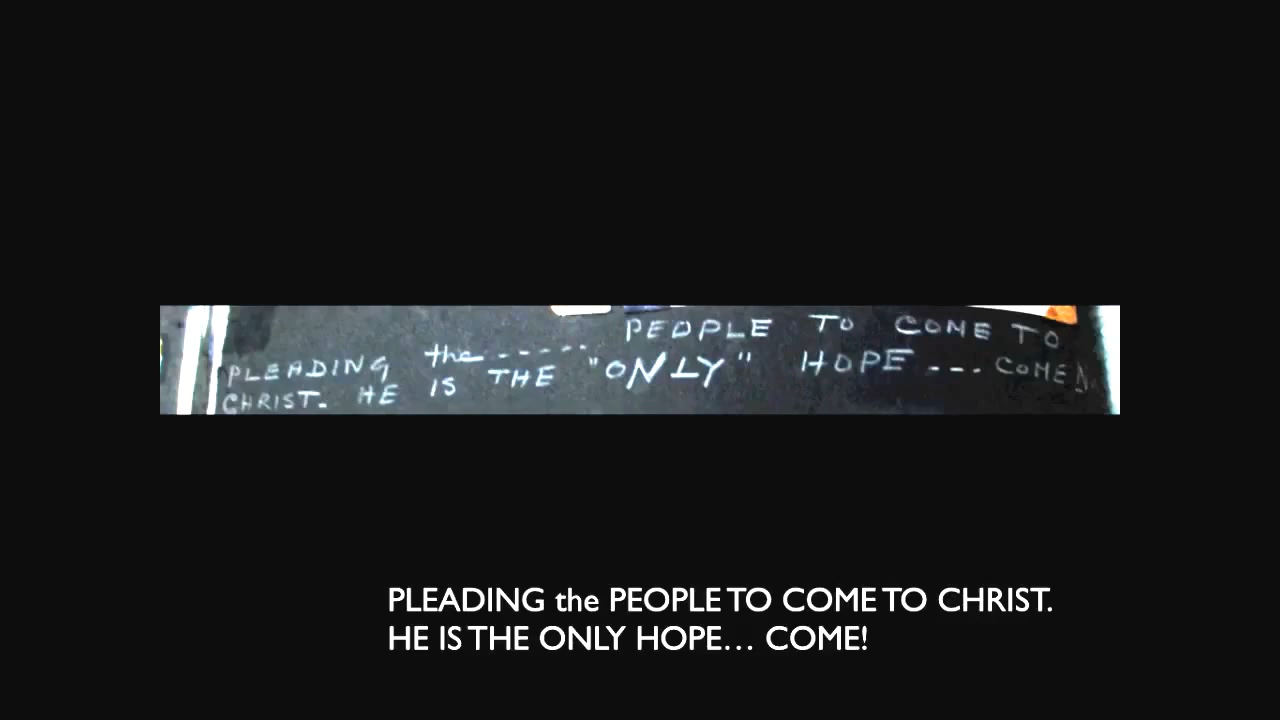 PLEADING the----- PEOPLE TO COME TO
CHRIST. HE IS THE "ONLY" HOPE --- COME
PLEADING the PEOPLE TO COME TO CHRIST.
HE IS THE ONLY HOPE... COME!